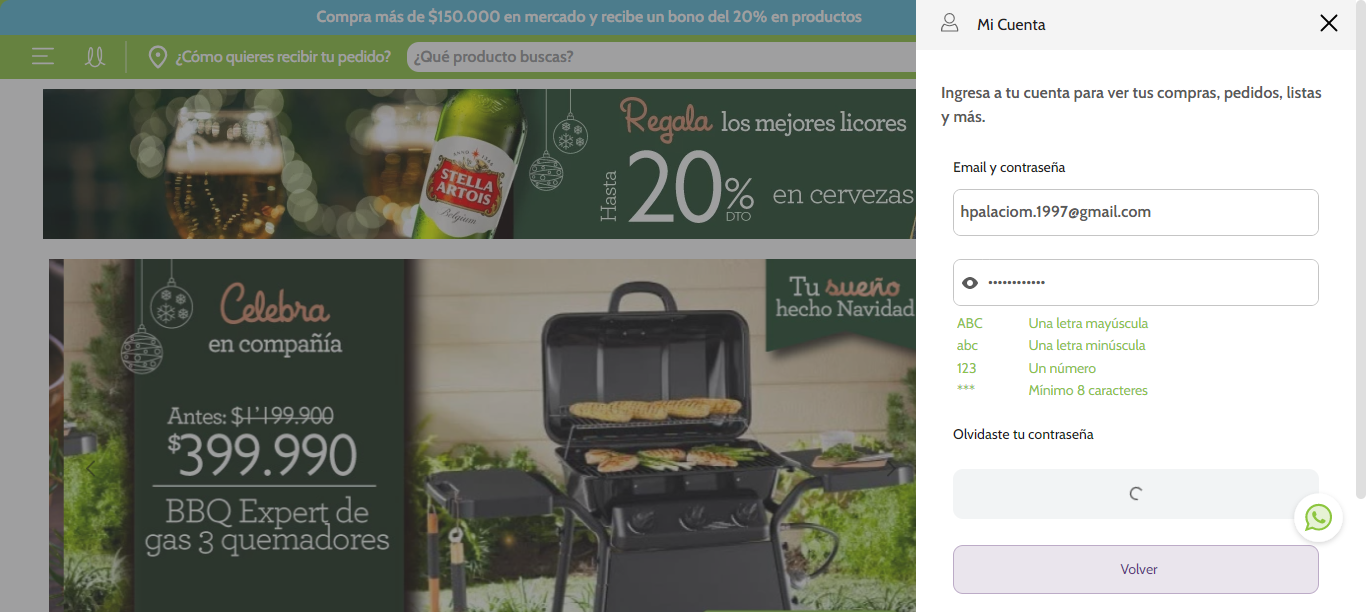 Compra más de $150.000 en mercado y recibe un bono del 20% en productos
¿Cómo quieres recibir tu pedido?
¿Qué producto buscas?
Regala los mejores licores
Hasta 20% DTO en cervezas
STELLA
ARTOIS
Belgium
Celebra
en compañía
Antes: $1'199.900
$399.990
BBQ Expert de
gas 3 quemadores
Tu sueño
hecho Navidad
Mi Cuenta
Ingresa a tu cuenta para ver tus compras, pedidos, listas
y más.
Email y contraseña
hpalaciom.1997@gmail.com
••••••••••••
ABC Una letra mayúscula
abc Una letra minúscula
123 Un número
*** Mínimo 8 caracteres
Olvidaste tu contraseña
Volver